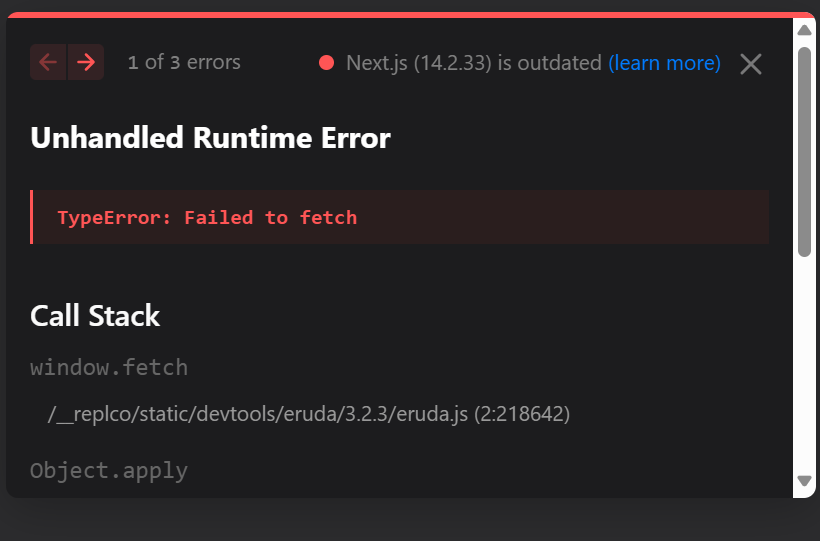 1 of 3 errors Next.js (14.2.33) is outdated (learn more)
Unhandled Runtime Error
TypeError: Failed to fetch
Call Stack
window.fetch
/__replco/static/devtools/eruda/3.2.3/eruda.js (2:218642)
Object.apply